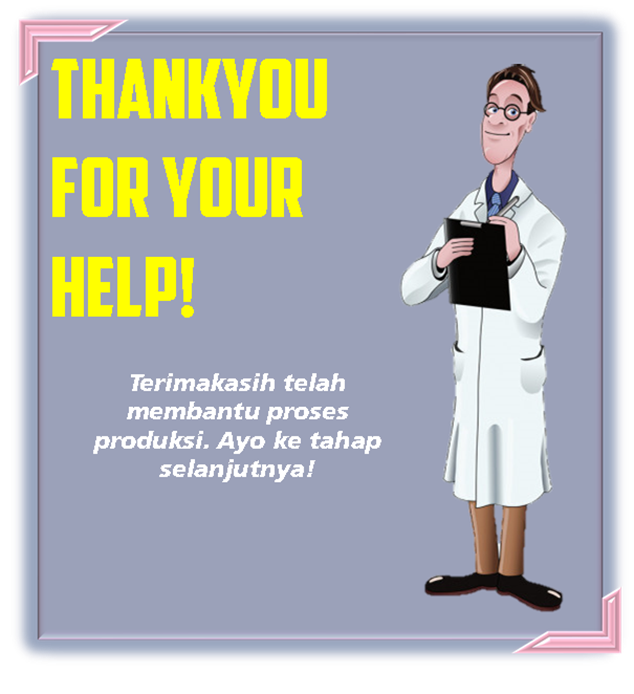 THANKYOU
FOR YOUR
HELP!
Terimakasih telah
membantu proses
produksi. Ayo ke tahap
selanjutnya!